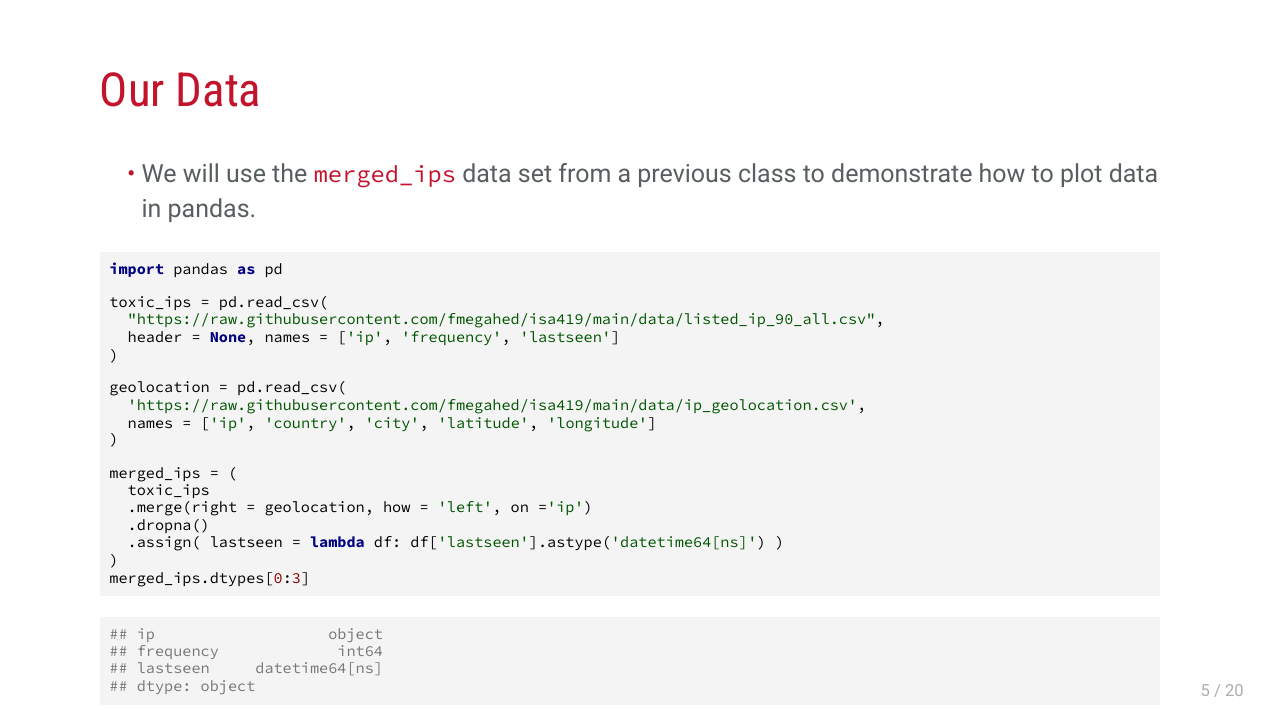 Our Data
• We will use the merged_ips data set from a previous class to demonstrate how to plot data
in pandas.
import pandas as pd
toxic_ips = pd.read_csv(
  "https://raw.githubusercontent.com/fmegahed/isa419/main/data/listed_ip_90_all.csv",
  header = None, names = ['ip', 'frequency', 'lastseen']
)
geolocation = pd.read_csv(
  'https://raw.githubusercontent.com/fmegahed/isa419/main/data/ip_geolocation.csv',
  names = ['ip', 'country', 'city', 'latitude', 'longitude']
)
merged_ips = (
  toxic_ips
  .merge(right = geolocation, how = 'left', on ='ip')
  .dropna()
  .assign( lastseen = lambda df: df['lastseen'].astype('datetime64[ns]') )
)
merged_ips.dtypes[0:3]
## ip                   object
## frequency             int64
## lastseen     datetime64[ns]
## dtype: object
5 / 20